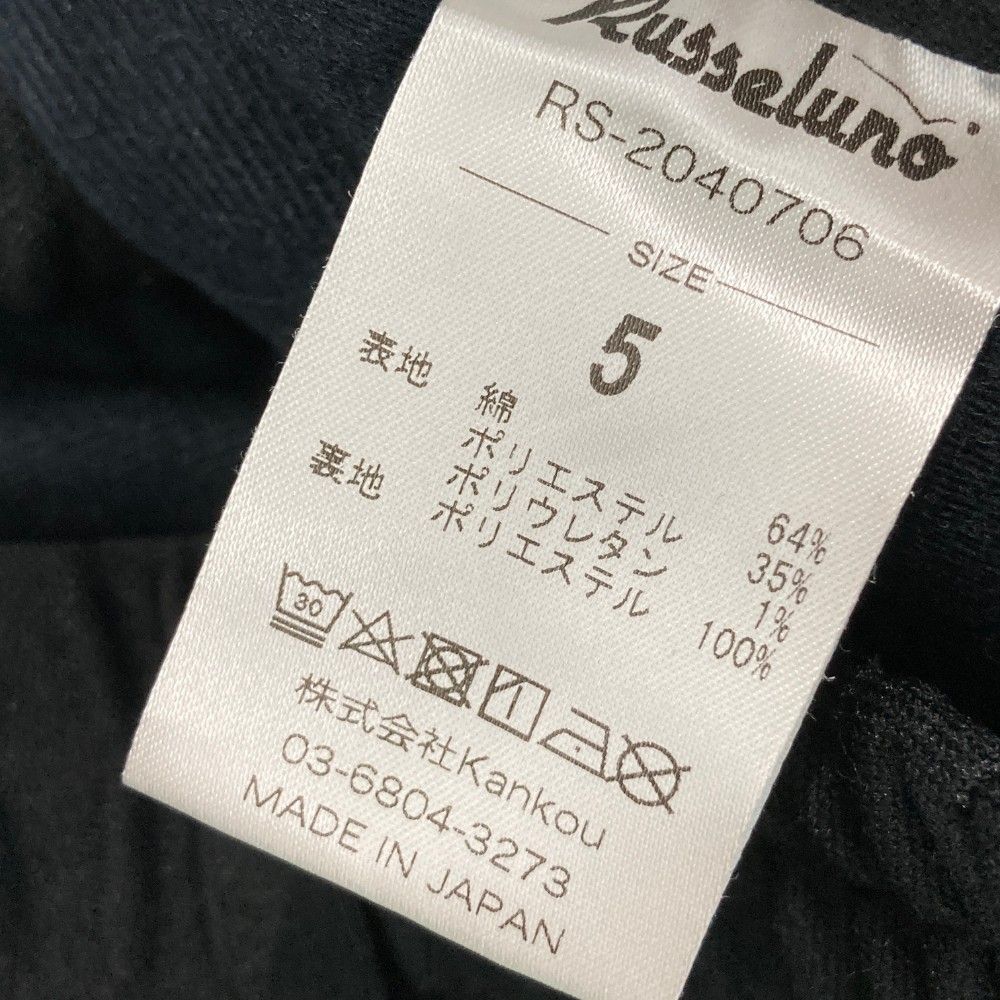 Russeluno
RS-2040706
SIZE
5
表地 綿 64%
ポリエステル 35%
ポリウレタン 1%
裏地 ポリエステル 100%
30
株式会社Kankou
03-6804-3273
MADE IN JAPAN